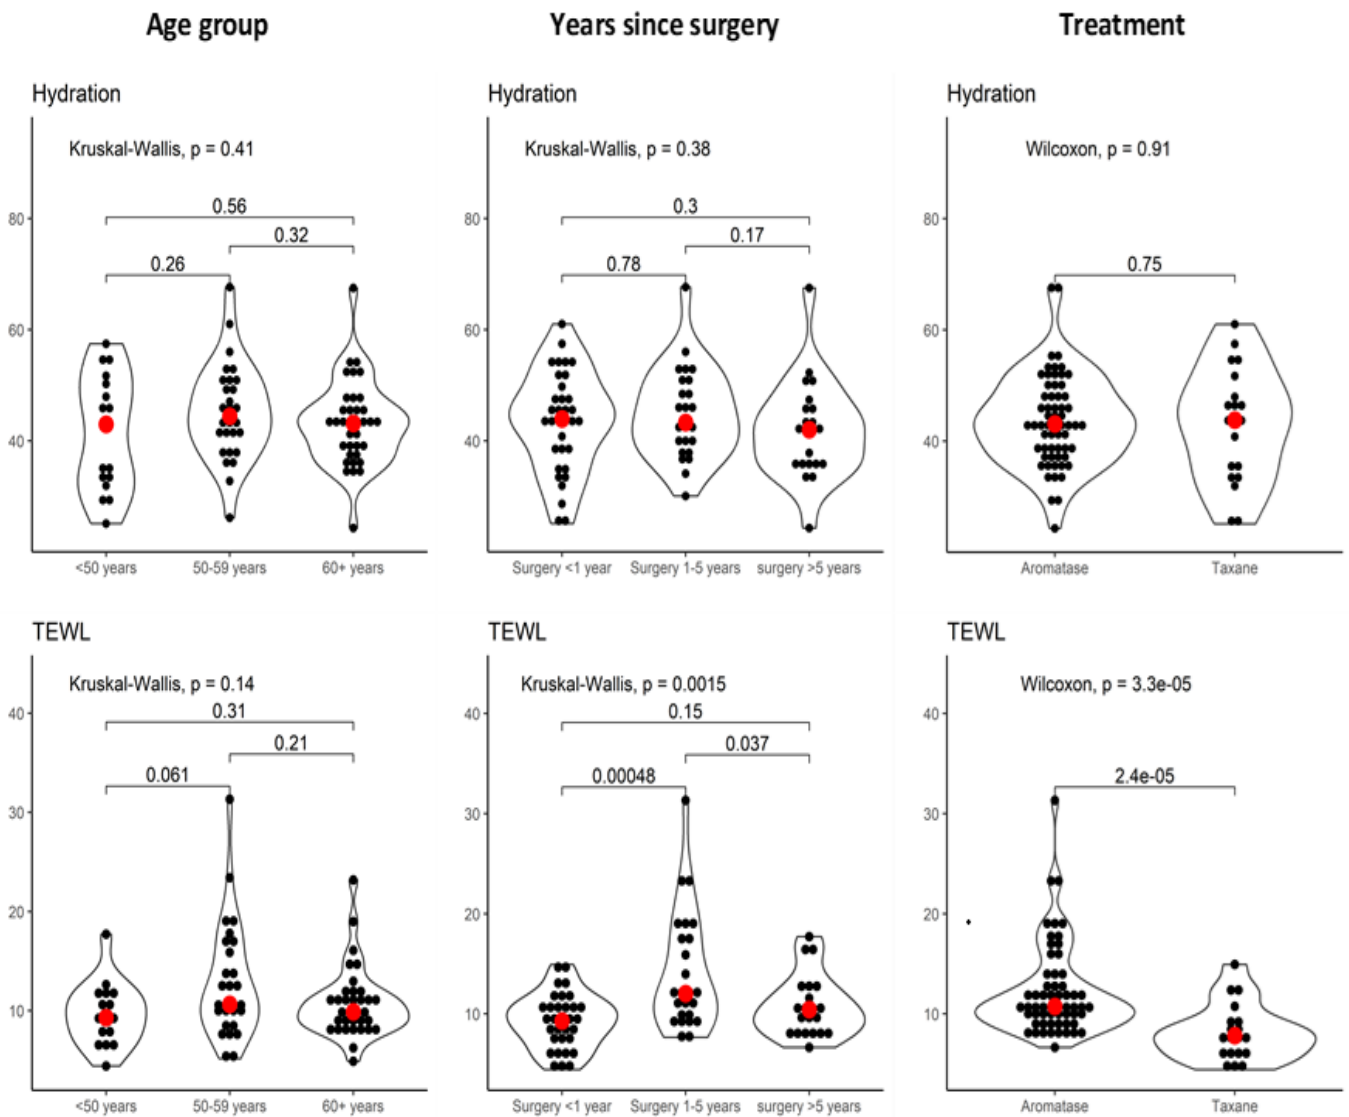 Age group Years since surgery Treatment
Hydration Hydration Hydration
Kruskal-Wallis, p = 0.41 Kruskal-Wallis, p = 0.38 Wilcoxon, p = 0.91
80 0.56 80 0.3 80
0.32 0.17
0.26 0.78 0.75
60 60 60
40 40 40
<50 years 50-59 years 60+ years Surgery <1 year Surgery 1-5 years surgery >5 years Aromatase Taxane
TEWL TEWL TEWL
Kruskal-Wallis, p = 0.14 Kruskal-Wallis, p = 0.0015 Wilcoxon, p = 3.3e-05
40 0.31 40 0.15 40
0.21 0.037
0.061 0.00048 2.4e-05
30 30 30
20 20 20
10 10 10
<50 years 50-59 years 60+ years Surgery <1 year Surgery 1-5 years surgery >5 years Aromatase Taxane